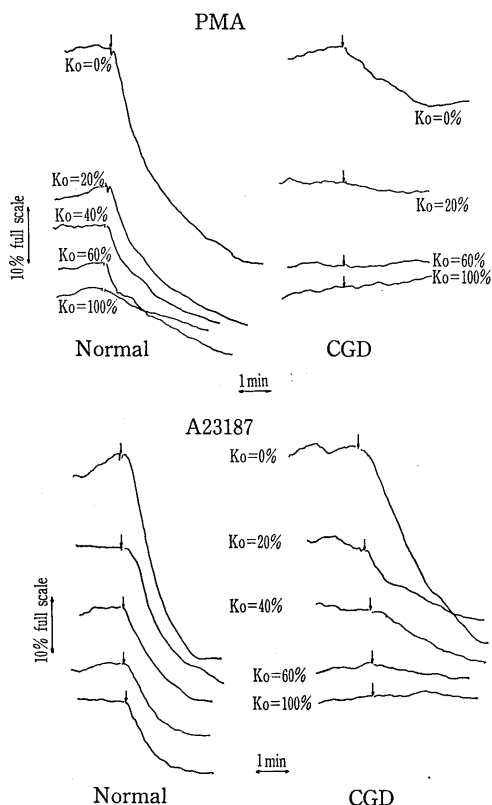 PMA
Ko=0%
Ko=20%
Ko=40%
Ko=60%
Ko=100%
10% full scale
Normal
Ko=0%
Ko=20%
Ko=60%
Ko=100%
CGD
1 min
A23187
10% full scale
Normal
Ko=0%
Ko=20%
Ko=40%
Ko=60%
Ko=100%
1 min
CGD